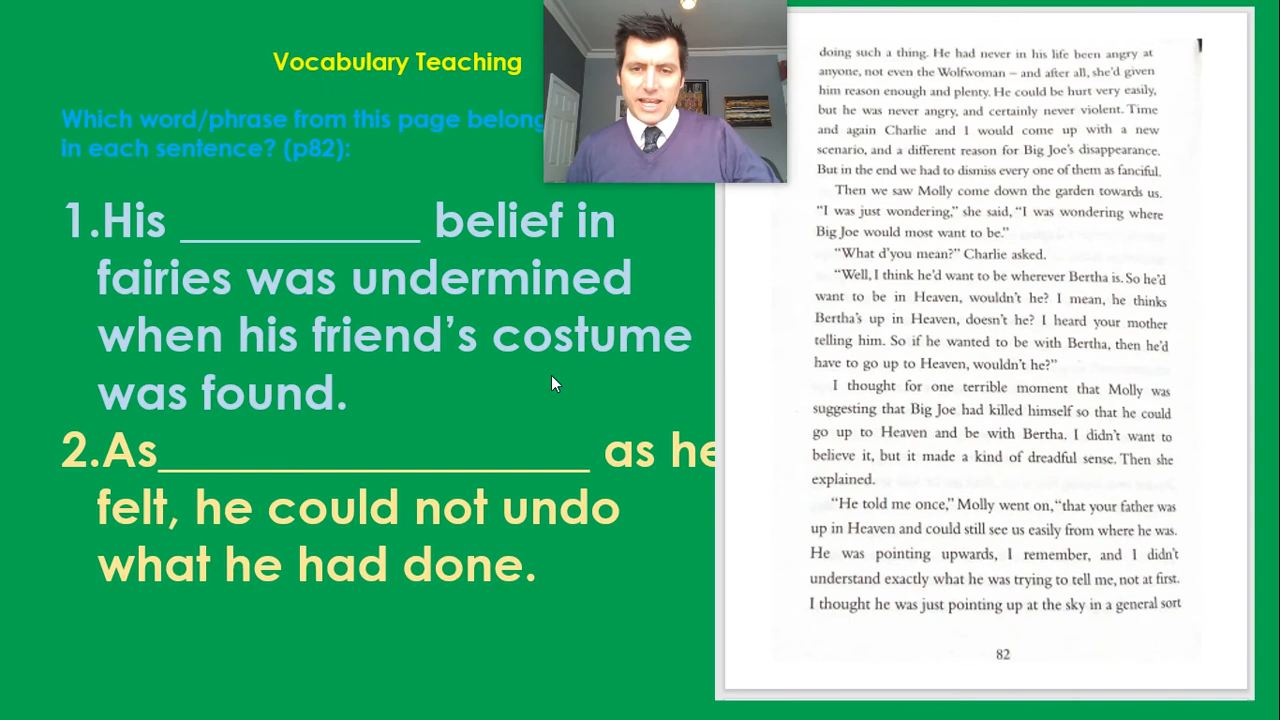 Vocabulary Teaching
Which word/phrase from this page belong
in each sentence? (p82):
1.His __________ belief in
fairies was undermined
when his friend's costume
was found.
2.As__________________ as he
felt, he could not undo
what he had done.
doing such a thing. He had never in his life been angry at
anyone, not even the Wolfwoman – and after all, she'd given
him reason enough and plenty. He could be hurt very easily,
but he was never angry, and certainly never violent. Time
and again Charlie and I would come up with a new
scenario, and a different reason for Big Joe's disappearance.
But in the end we had to dismiss every one of them as fanciful.
Then we saw Molly come down the garden towards us.
"I was just wondering," she said, "I was wondering where
Big Joe would most want to be."
"What d'you mean?" Charlie asked.
"Well, I think he'd want to be wherever Bertha is. So he'd
want to be in Heaven, wouldn't he? I mean, he thinks
Bertha's up in Heaven, doesn't he? I heard your mother
telling him. So if he wanted to be with Bertha, then he'd
have to go up to Heaven, wouldn't he?"
I thought for one terrible moment that Molly was
suggesting that Big Joe had killed himself so that he could
go up to Heaven and be with Bertha. I didn't want to
believe it, but it made a kind of dreadful sense. Then she
explained.
"He told me once," Molly went on, "that your father was
up in Heaven and could still see us easily from where he was.
He was pointing upwards, I remember, and I didn't
understand exactly what he was trying to tell me, not at first.
I thought he was just pointing up at the sky in a general sort
82